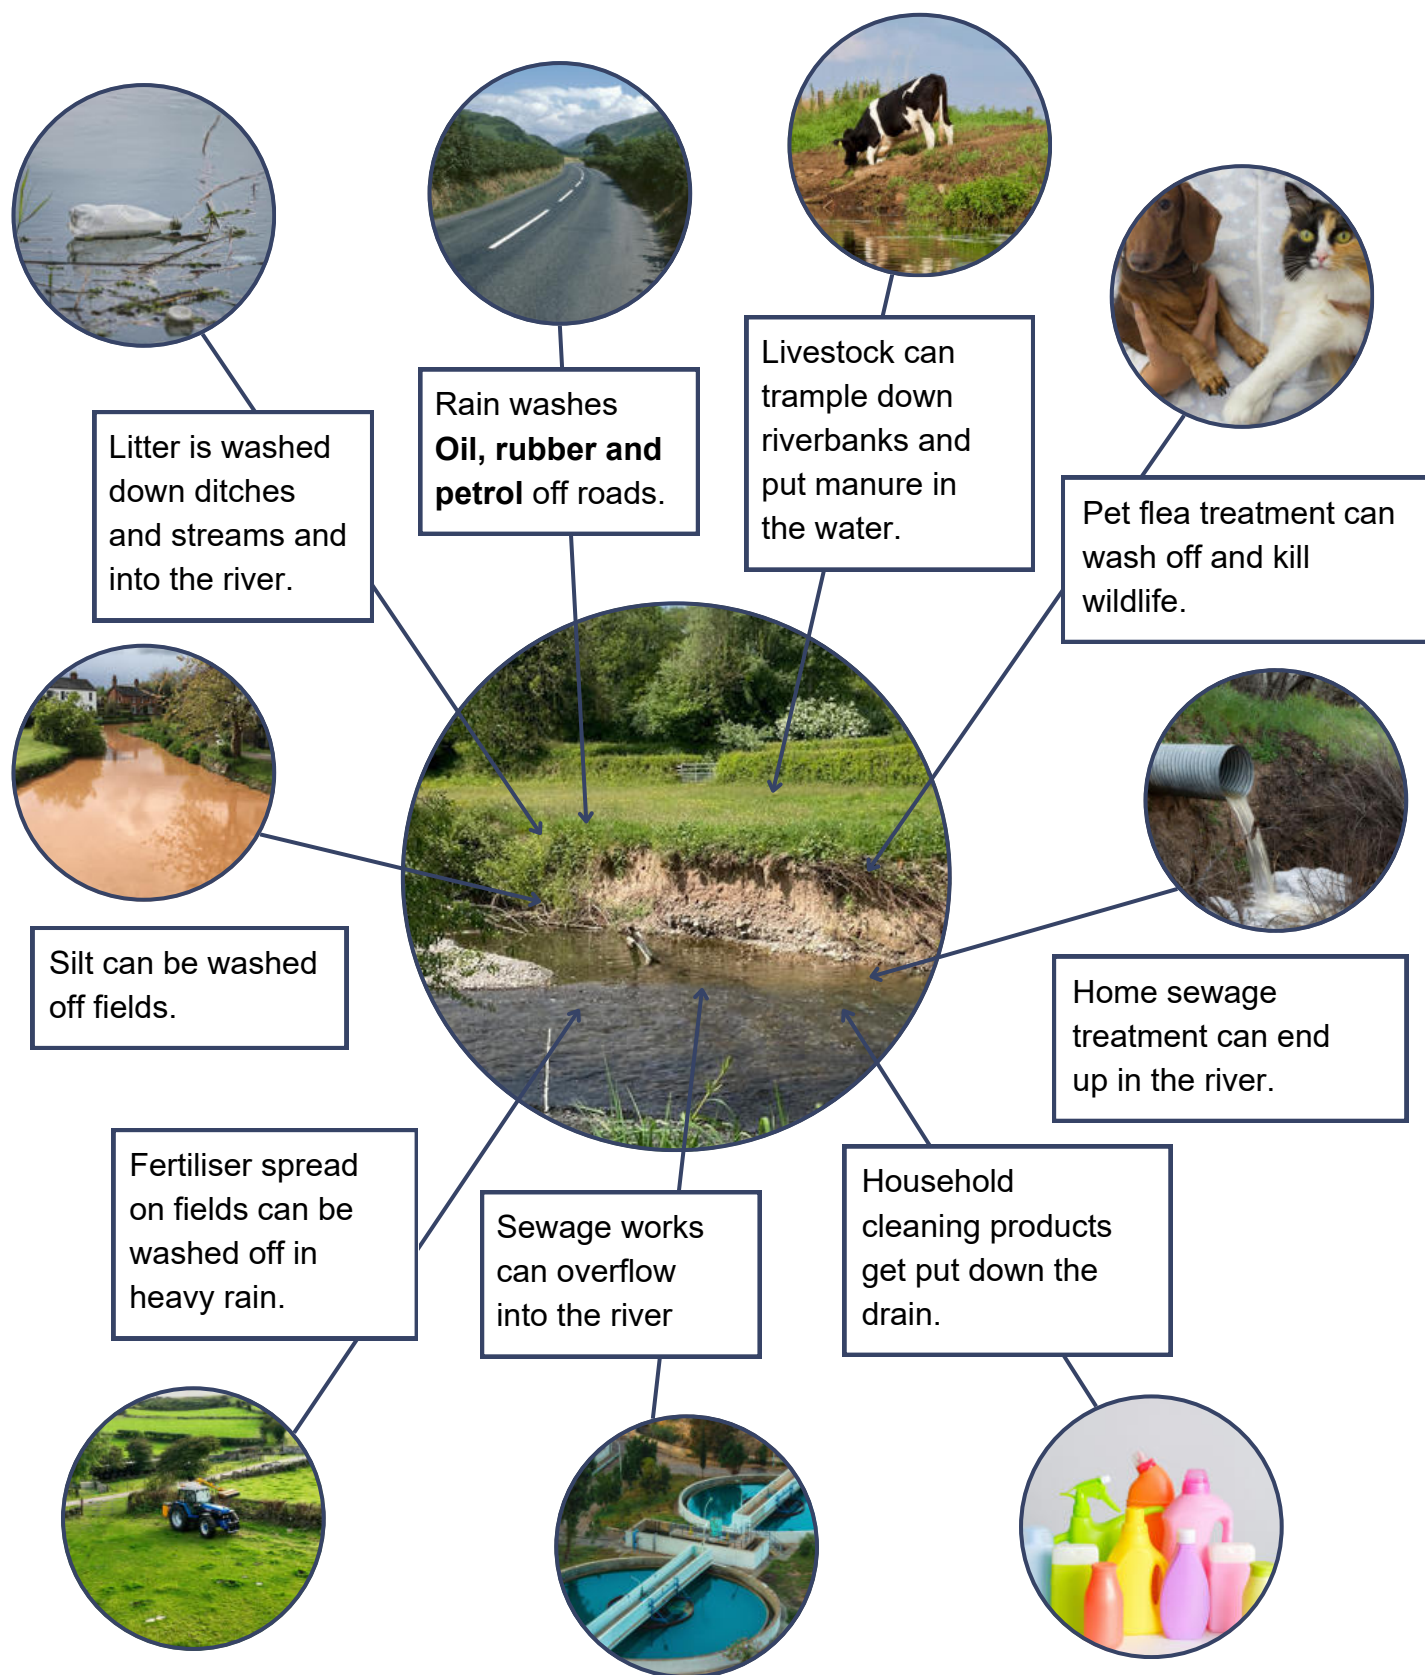 Litter is washed
down ditches
and streams and
into the river.
Rain washes
Oil, rubber and
petrol off roads.
Livestock can
trample down
riverbanks and
put manure in
the water.
Pet flea treatment can
wash off and kill
wildlife.
Silt can be washed
off fields.
Home sewage
treatment can end
up in the river.
Fertiliser spread
on fields can be
washed off in
heavy rain.
Sewage works
can overflow
into the river
Household
cleaning products
get put down the
drain.